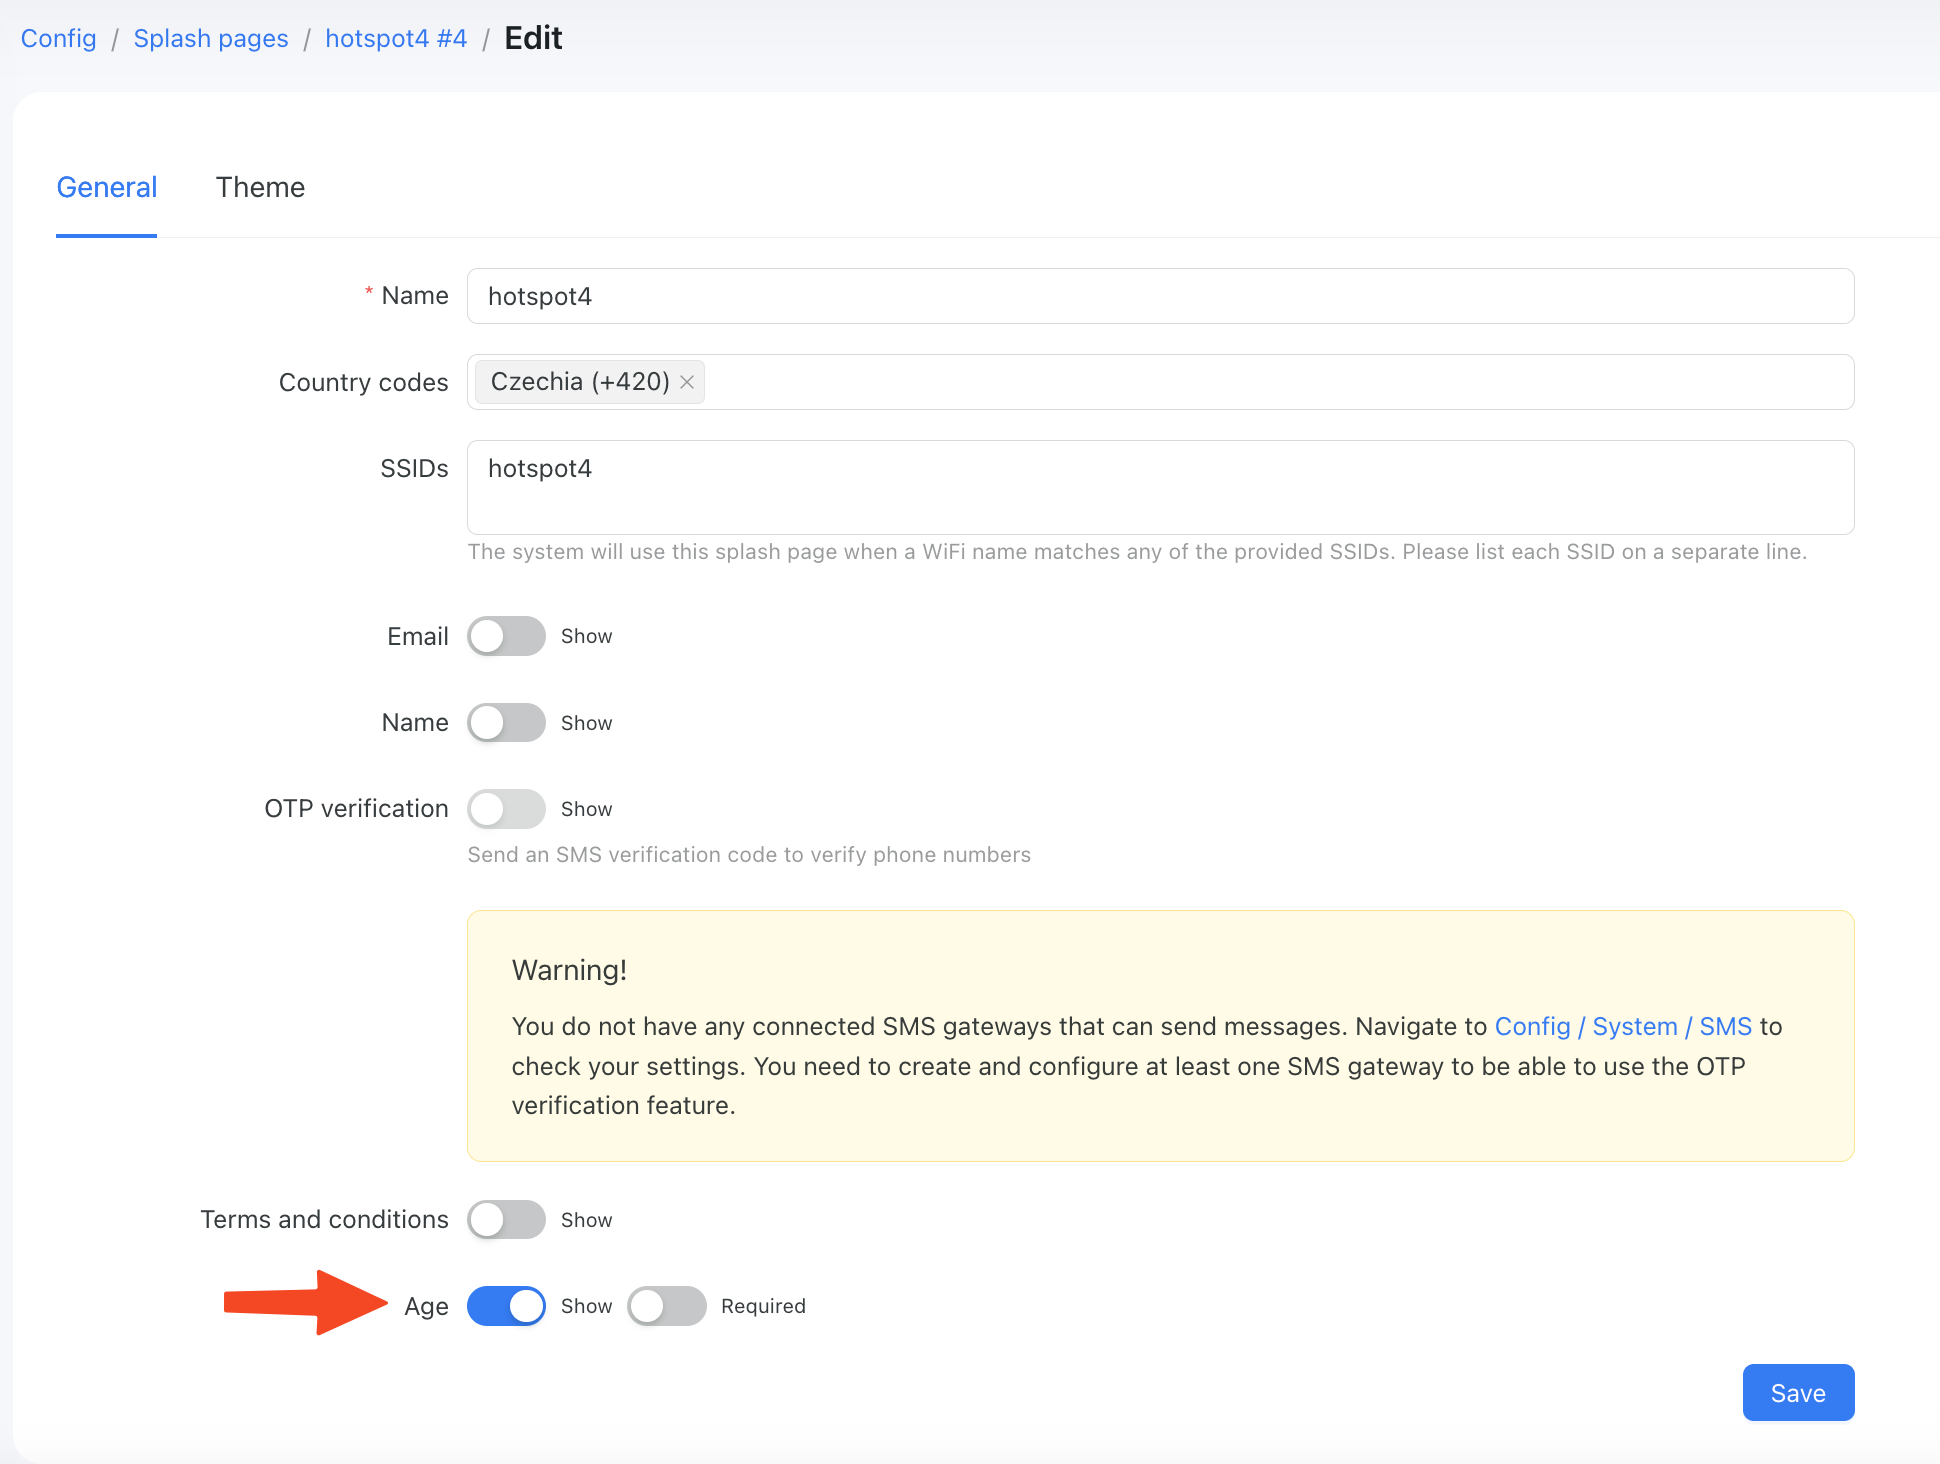 Config / Splash pages / hotspot4 #4 / Edit
General Theme
* Name hotspot4
Country codes Czechia (+420) ×
SSIDs hotspot4
The system will use this splash page when a WiFi name matches any of the provided SSIDs. Please list each SSID on a separate line.
Email Show
Name Show
OTP verification Show
Send an SMS verification code to verify phone numbers
Warning!
You do not have any connected SMS gateways that can send messages. Navigate to Config / System / SMS to
check your settings. You need to create and configure at least one SMS gateway to be able to use the OTP
verification feature.
Terms and conditions Show
Age Show Required
Save